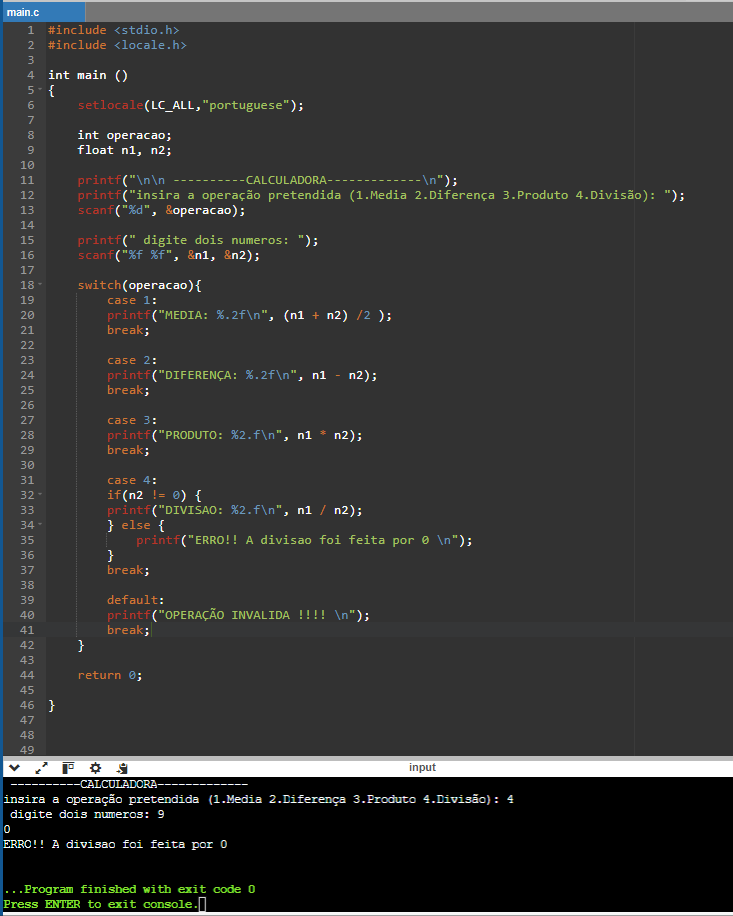 main.c
1 #include <stdio.h>
2 #include <locale.h>
3
4 int main ()
5 {
6 setlocale(LC_ALL,"portuguese");
7
8 int operacao;
9 float n1, n2;
10
11 printf("\n\n ----------CALCULADORA-------------\n");
12 printf("insira a operação pretendida (1.Media 2.Diferença 3.Produto 4.Divisão): ");
13 scanf("%d", &operacao);
14
15 printf(" digite dois numeros: ");
16 scanf("%f %f", &n1, &n2);
17
18 switch(operacao){
19 case 1:
20 printf("MEDIA: %.2f\n", (n1 + n2) /2 );
21 break;
22
23 case 2:
24 printf("DIFERENÇA: %.2f\n", n1 - n2);
25 break;
26
27 case 3:
28 printf("PRODUTO: %2.f\n", n1 * n2);
29 break;
30
31 case 4:
32 if(n2 != 0) {
33 printf("DIVISAO: %2.f\n", n1 / n2);
34 } else {
35 printf("ERRO!! A divisao foi feita por 0 \n");
36 }
37 break;
38
39 default:
40 printf("OPERAÇÃO INVALIDA !!!! \n");
41 break;
42 }
43
44 return 0;
45
46 }
47
48
49
input
----------CALCULADORA-------------
insira a operação pretendida (1.Media 2.Diferença 3.Produto 4.Divisão): 4
digite dois numeros: 9
0
ERRO!! A divisao foi feita por 0
...Program finished with exit code 0
Press ENTER to exit console.